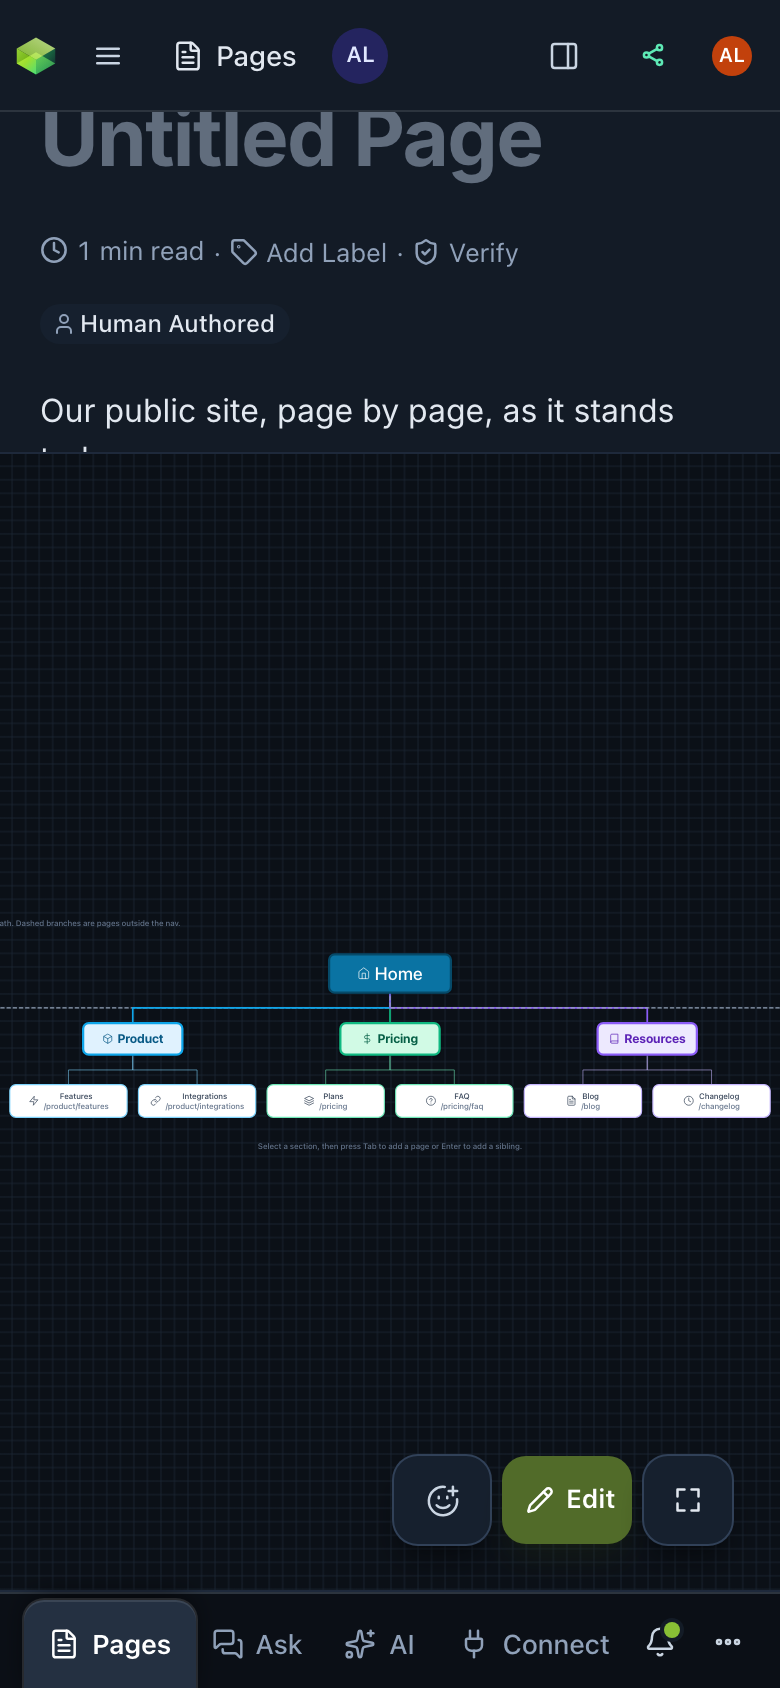 Pages
AL
AL
Untitled Page
1 min read · Add Label · Verify
Human Authored
Our public site, page by page, as it stands
Dashed branches are pages outside the nav.
Home
Product
Pricing
Resources
Features
/product/features
Integrations
/product/integrations
Plans
/pricing
FAQ
/pricing/faq
Blog
/blog
Changelog
/changelog
Select a section, then press Tab to add a page or Enter to add a sibling.
Edit
Pages
Ask
AI
Connect